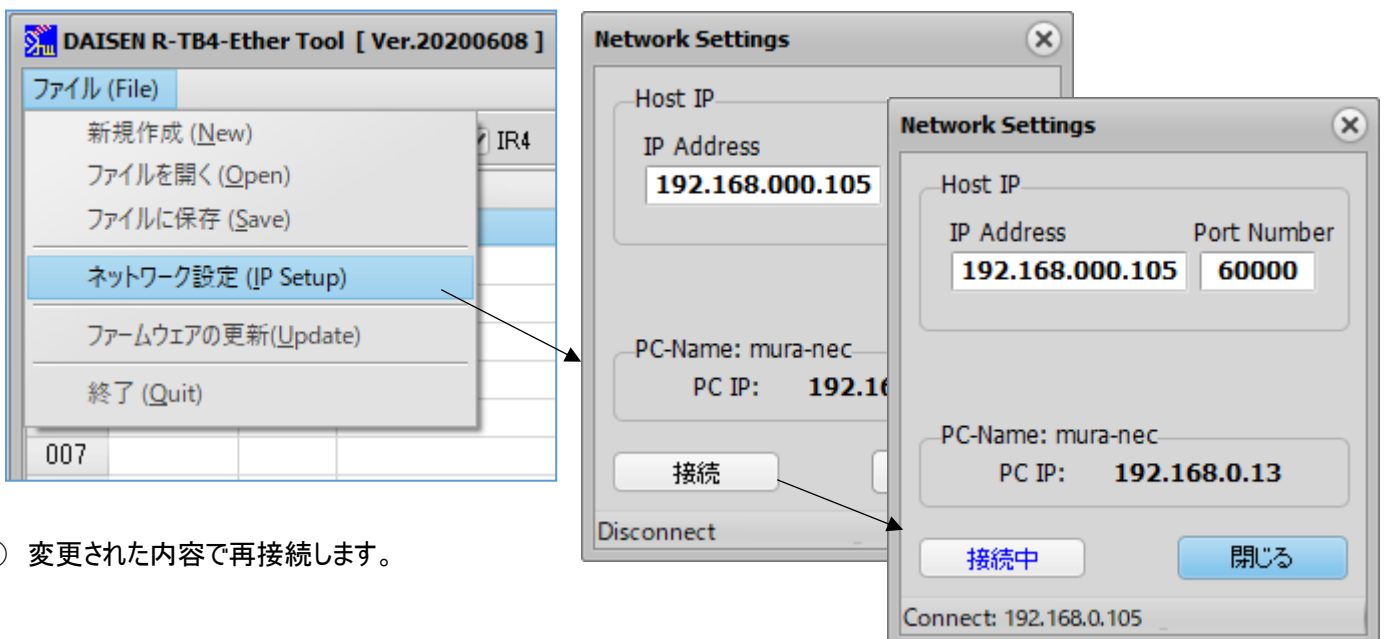 DAISEN R-TB4-Ether Tool [ Ver.20200608 ]
ファイル (File)
新規作成 (New)
ファイルを開く (Open)
ファイルに保存 (Save)
ネットワーク設定 (IP Setup)
ファームウェアの更新(Update)
終了 (Quit)
IR4
007
Network Settings
Host IP
IP Address
192.168.000.105
PC-Name: mura-nec
PC IP: 192.16
接続
Disconnect
Network Settings
Host IP
IP Address Port Number
192.168.000.105 60000
PC-Name: mura-nec
PC IP: 192.168.0.13
接続中 閉じる
Connect: 192.168.0.105
変更された内容で再接続します。